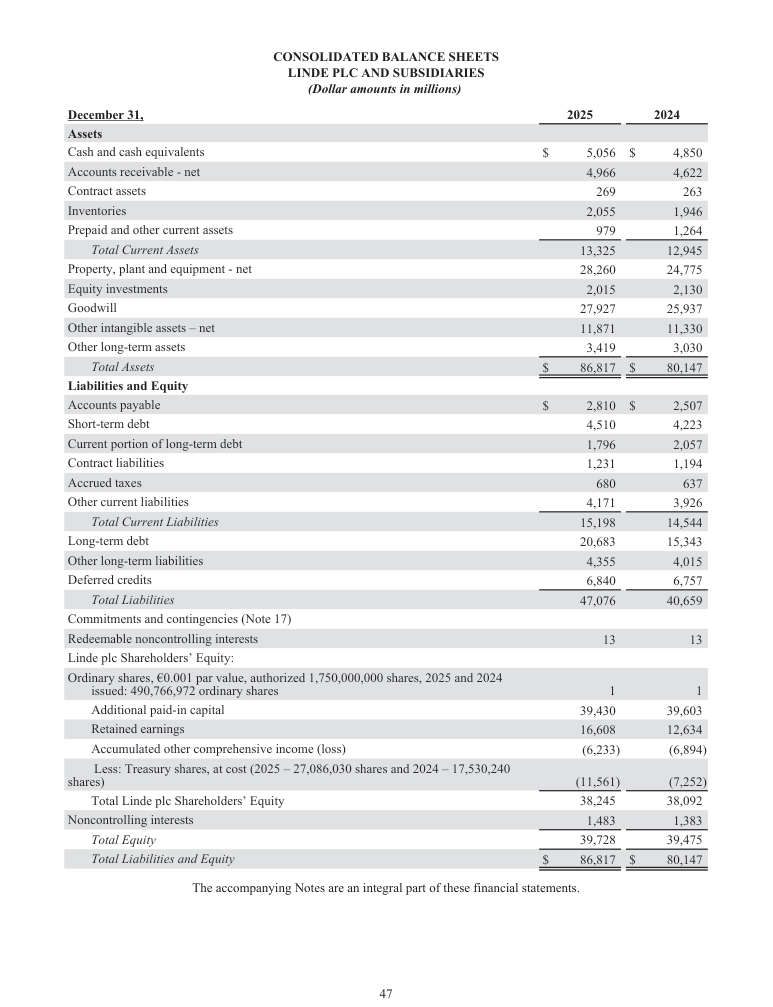 CONSOLIDATED BALANCE SHEETS
LINDE PLC AND SUBSIDIARIES
(Dollar amounts in millions)
December 31, 2025 2024
Assets
Cash and cash equivalents $ 5,056 $ 4,850
Accounts receivable - net 4,966 4,622
Contract assets 269 263
Inventories 2,055 1,946
Prepaid and other current assets 979 1,264
Total Current Assets 13,325 12,945
Property, plant and equipment - net 28,260 24,775
Equity investments 2,015 2,130
Goodwill 27,927 25,937
Other intangible assets – net 11,871 11,330
Other long-term assets 3,419 3,030
Total Assets $ 86,817 $ 80,147
Liabilities and Equity
Accounts payable $ 2,810 $ 2,507
Short-term debt 4,510 4,223
Current portion of long-term debt 1,796 2,057
Contract liabilities 1,231 1,194
Accrued taxes 680 637
Other current liabilities 4,171 3,926
Total Current Liabilities 15,198 14,544
Long-term debt 20,683 15,343
Other long-term liabilities 4,355 4,015
Deferred credits 6,840 6,757
Total Liabilities 47,076 40,659
Commitments and contingencies (Note 17)
Redeemable noncontrolling interests 13 13
Linde plc Shareholders’ Equity:
Ordinary shares, €0.001 par value, authorized 1,750,000,000 shares, 2025 and 2024
issued: 490,766,972 ordinary shares 1 1
Additional paid-in capital 39,430 39,603
Retained earnings 16,608 12,634
Accumulated other comprehensive income (loss) (6,233) (6,894)
Less: Treasury shares, at cost (2025 – 27,086,030 shares and 2024 – 17,530,240
shares) (11,561) (7,252)
Total Linde plc Shareholders’ Equity 38,245 38,092
Noncontrolling interests 1,483 1,383
Total Equity 39,728 39,475
Total Liabilities and Equity $ 86,817 $ 80,147
The accompanying Notes are an integral part of these financial statements.
47